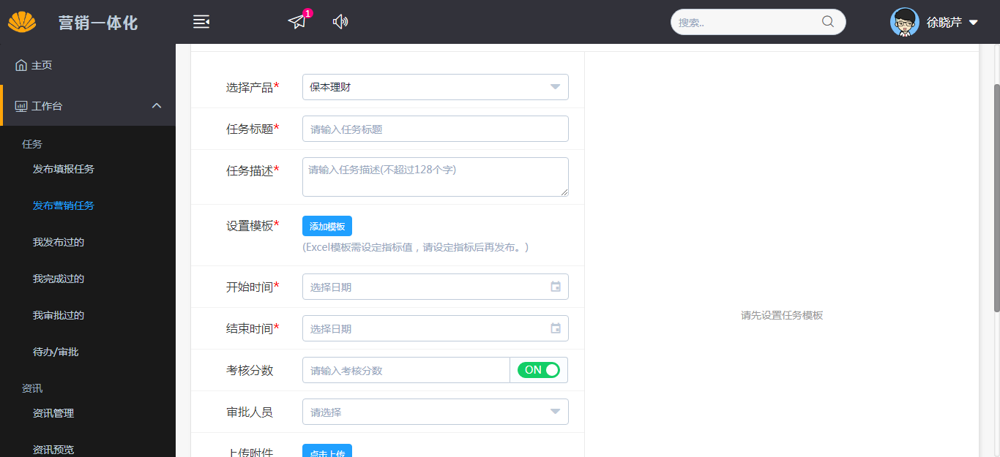 营销一体化
1
搜索..
徐晓芹
主页
工作台
任务
发布填报任务
发布营销任务
我发布过的
我完成过的
我审批过的
待办/审批
资讯
资讯管理
资讯预览
选择产品*
保本理财
任务标题*
请输入任务标题
任务描述*
请输入任务描述(不超过128个字)
设置模板*
添加模板
(Excel模板需设定指标值，请设定指标后再发布。)
开始时间*
选择日期
结束时间*
选择日期
考核分数
请输入考核分数
ON
审批人员
请选择
上传附件
点击上传
请先设置任务模板